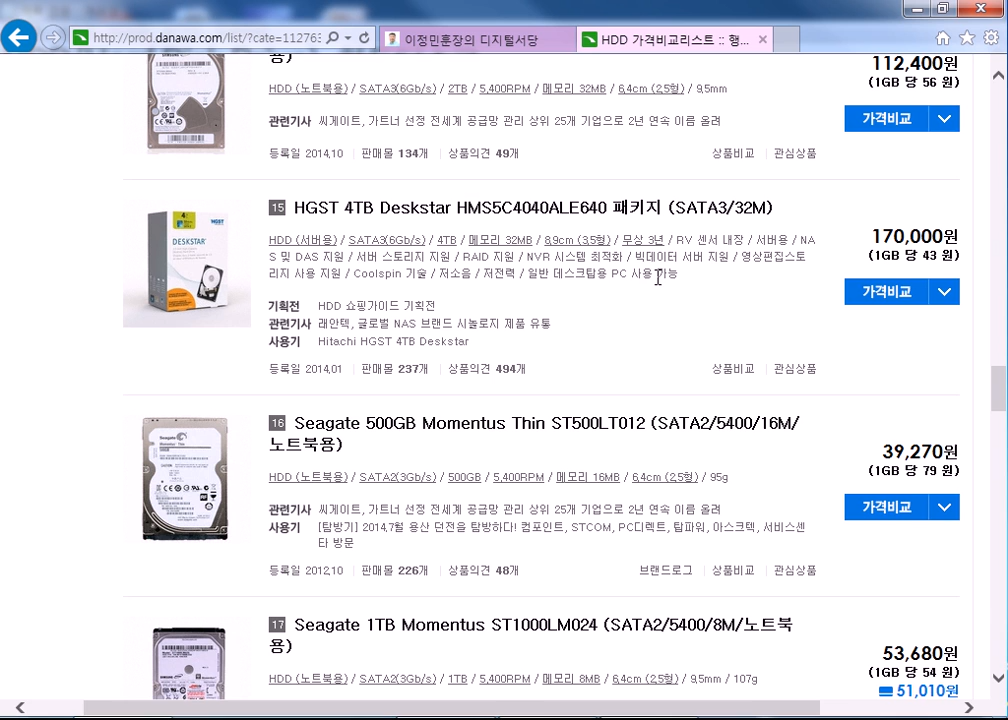 http://prod.danawa.com/list/?cate=11276
이정민훈장의 디지털서당
HDD 가격비교리스트 :: 행...
형)
HDD (노트북용) / SATA3(6Gb/s) / 2TB / 5,400RPM / 메모리 32MB / 6.4cm (2.5형) / 9.5mm
112,400원
(1GB 당 56 원)
가격비교
관련기사 씨게이트, 가트너 선정 전세계 공급망 관리 상위 25개 기업으로 2년 연속 이름 올려
등록일 2014.10 판매몰 134개 상품의견 49개 상품비교 관심상품
15 HGST 4TB Deskstar HMS5C4040ALE640 패키지 (SATA3/32M)
HDD (서버용) / SATA3(6Gb/s) / 4TB / 메모리 32MB / 8.9cm (3.5형) / 무상 3년 / RV 센서 내장 / 서버용 / NA
S 및 DAS 지원 / 서버 스토리지 지원 / RAID 지원 / NVR 시스템 최적화 / 빅데이터 서버 지원 / 영상편집스토
리지 사용 지원 / Coolspin 기술 / 저소음 / 저전력 / 일반 데스크탑용 PC 사용 가능
170,000원
(1GB 당 43 원)
가격비교
기획전 HDD 쇼핑가이드 기획전
관련기사 래안텍, 글로벌 NAS 브랜드 시놀로지 제품 유통
사용기 Hitachi HGST 4TB Deskstar
등록일 2014.01 판매몰 237개 상품의견 494개 상품비교 관심상품
DESKSTAR
HGST
16 Seagate 500GB Momentus Thin ST500LT012 (SATA2/5400/16M/
노트북용)
HDD (노트북용) / SATA2(3Gb/s) / 500GB / 5,400RPM / 메모리 16MB / 6.4cm (2.5형) / 95g
39,270원
(1GB 당 79 원)
가격비교
관련기사 씨게이트, 가트너 선정 전세계 공급망 관리 상위 25개 기업으로 2년 연속 이름 올려
사용기 [탐방기] 2014.7월 용산 던전을 탐방하다! 컴포인트, STCOM, PC디렉트, 탑파워, 아스크텍, 서비스센
타 방문
등록일 2012.10 판매몰 226개 상품의견 48개 브랜드로그 상품비교 관심상품
Seagate
17 Seagate 1TB Momentus ST1000LM024 (SATA2/5400/8M/노트북
용)
HDD (노트북용) / SATA2(3Gb/s) / 1TB / 5,400RPM / 메모리 8MB / 6.4cm (2.5형) / 9.5mm / 107g
53,680원
(1GB 당 54 원)
51,010원